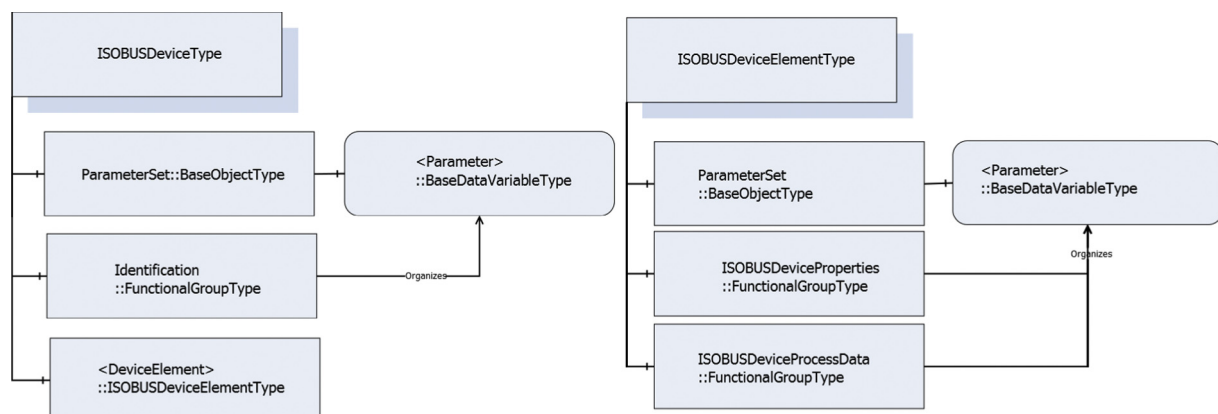 ISOBUSDeviceType
ParameterSet::BaseObjectType
<Parameter>
::BaseDataVariableType
Identification
::FunctionalGroupType
Organizes
<DeviceElement>
::ISOBUSDeviceElementType
ISOBUSDeviceElementType
ParameterSet
::BaseObjectType
<Parameter>
::BaseDataVariableType
Organizes
ISOBUSDeviceProperties
::FunctionalGroupType
ISOBUSDeviceProcessData
::FunctionalGroupType